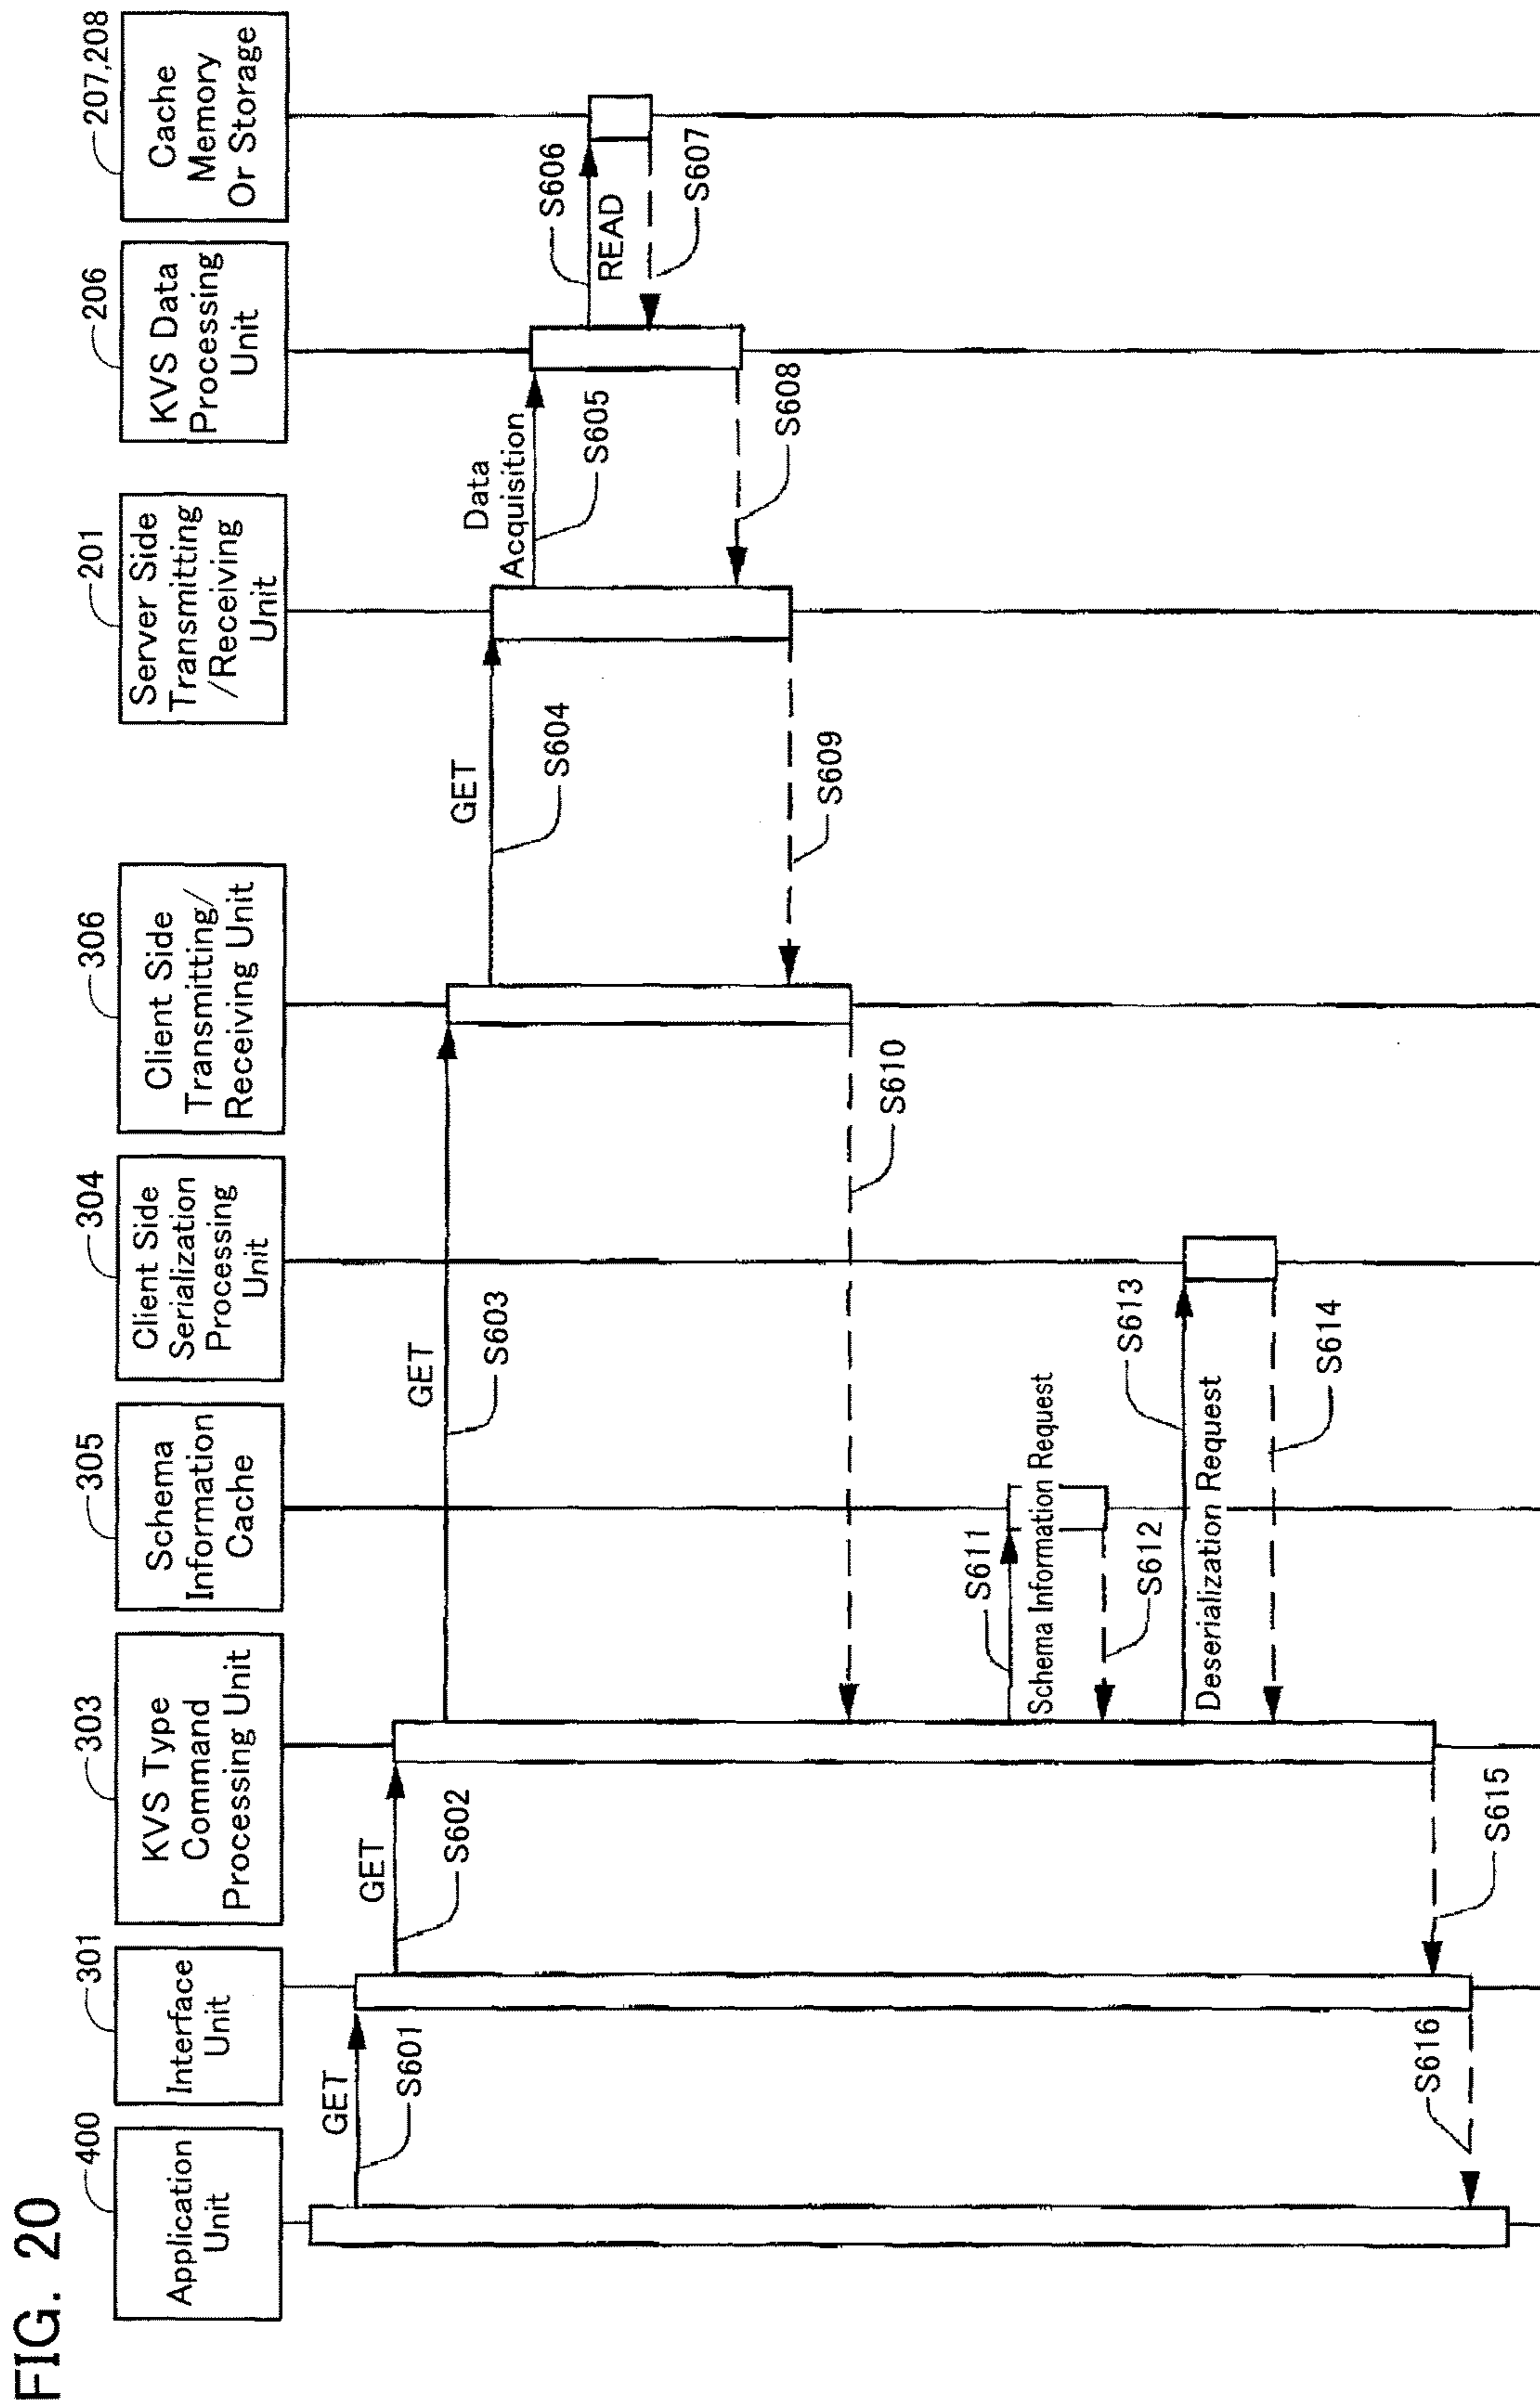 FIG. 20
400
Application
Unit
301
Interface
Unit
303
KVS Type
Command
Processing Unit
305
Schema
Information
Cache
304
Client Side
Serialization
Processing
Unit
306
Client Side
Transmitting/
Receiving Unit
201
Server Side
Transmitting
/Receiving
Unit
206
KVS Data
Processing
Unit
207,208
Cache
Memory
Or Storage
GET
S601
GET
S602
GET
S603
GET
S604
Data
Acquisition
S605
S606
READ
S607
S608
S609
S610
S611
Schema Information Request
S612
S613
Deserialization Request
S614
S615
S616